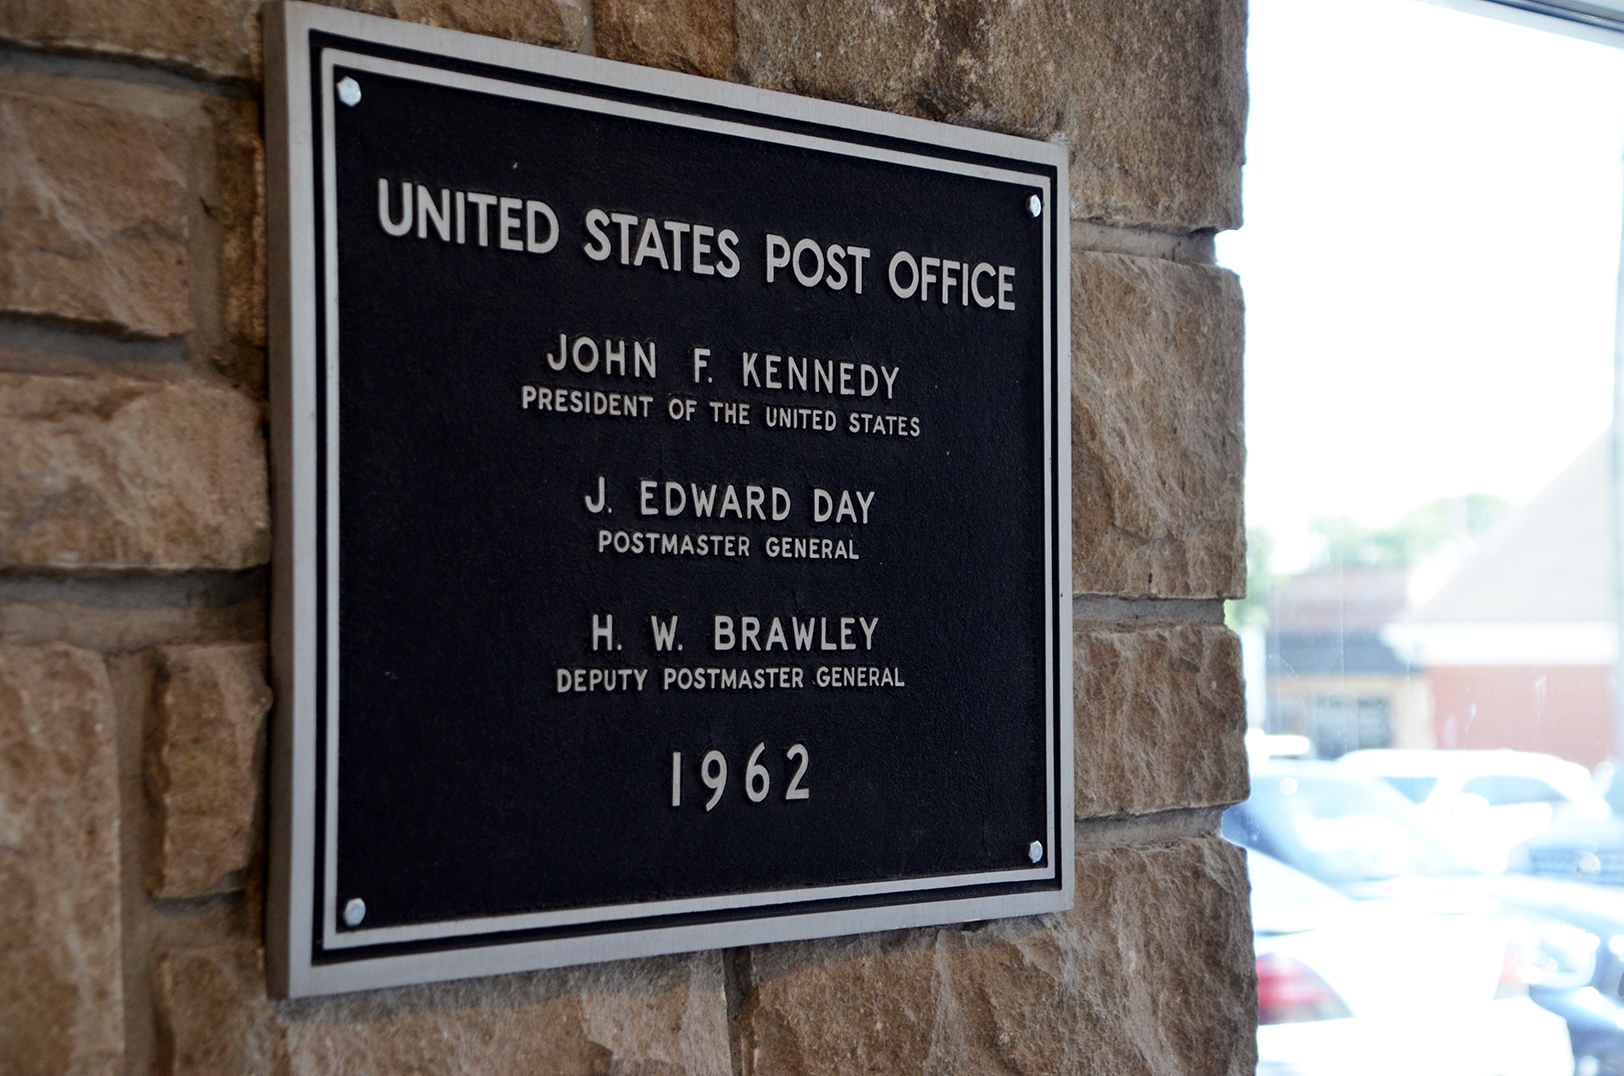 UNITED STATES POST OFFICE
JOHN F. KENNEDY
PRESIDENT OF THE UNITED STATES
J. EDWARD DAY
POSTMASTER GENERAL
H. W. BRAWLEY
DEPUTY POSTMASTER GENERAL
1962